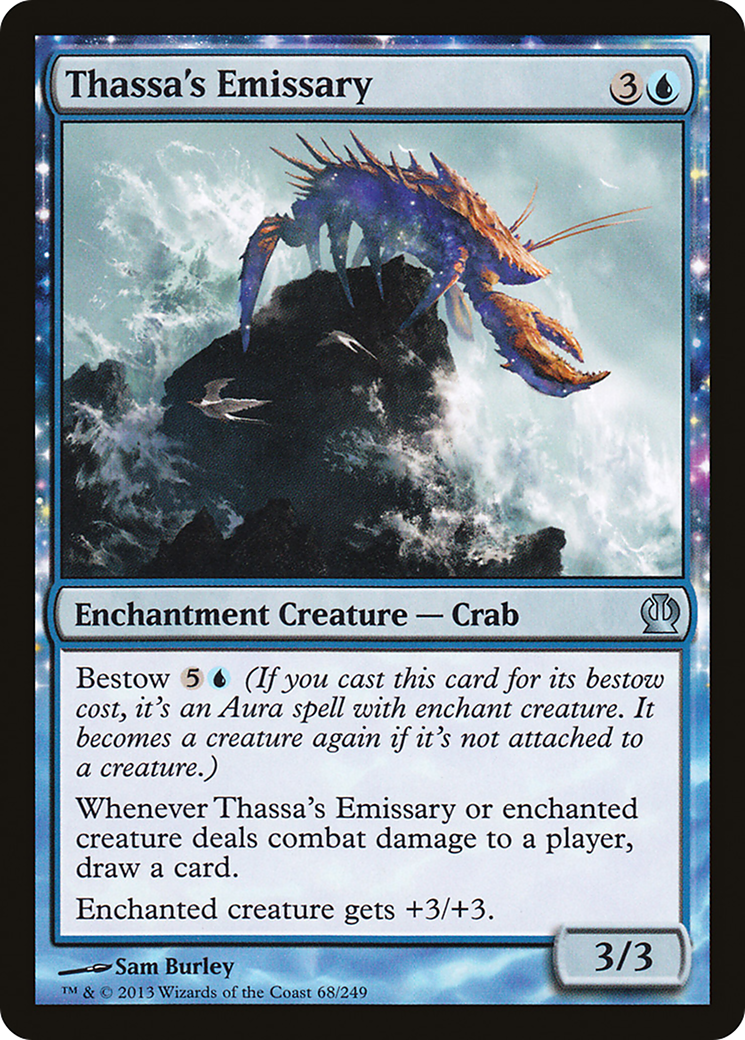 Thassa's Emissary 3
Enchantment Creature — Crab
Bestow 5 (If you cast this card for its bestow
cost, it's an Aura spell with enchant creature. It
becomes a creature again if it's not attached to
a creature.)
Whenever Thassa's Emissary or enchanted
creature deals combat damage to a player,
draw a card.
Enchanted creature gets +3/+3.
3/3
Sam Burley
™ & © 2013 Wizards of the Coast 68/249